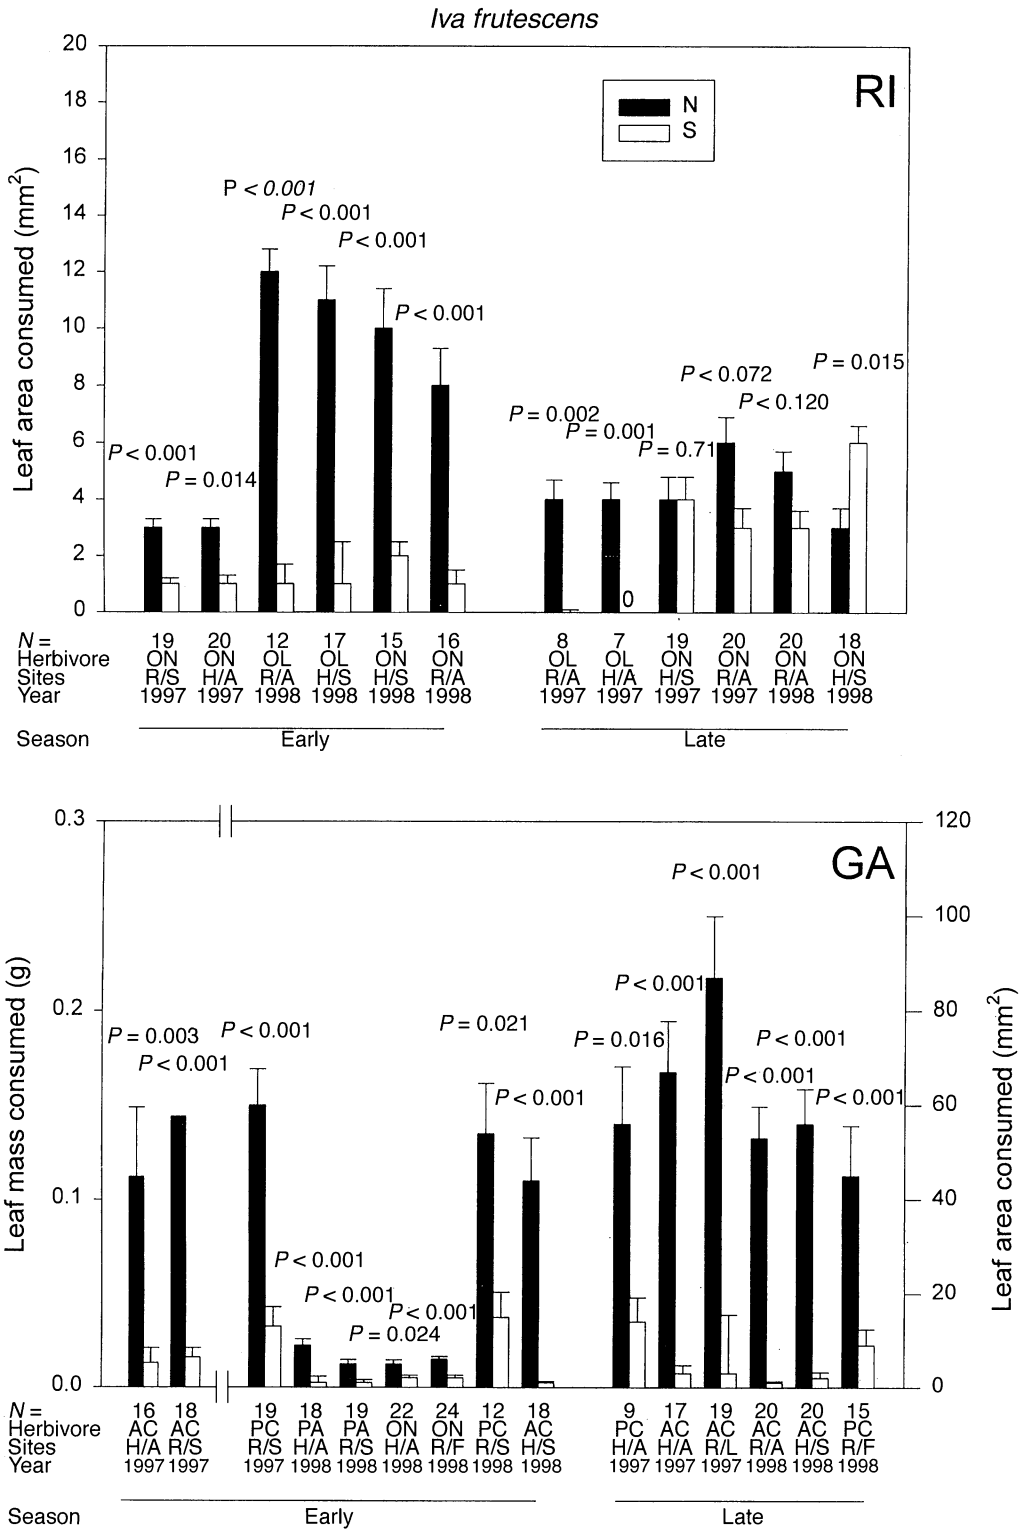 Iva frutescens
RI
N
S
Leaf area consumed (mm2)
20
18
16
14
12
10
8
6
4
2
0
P < 0.001
P = 0.014
P < 0.001
P < 0.001
P < 0.001
P < 0.001
P = 0.002
P = 0.001
P = 0.71
P < 0.072
P < 0.120
P = 0.015
0
N = 19 20 12 17 15 16 8 7 19 20 20 18
Herbivore ON ON OL OL ON ON OL OL ON ON ON ON
Sites R/S H/A R/A H/S H/S R/A R/A H/A H/S R/A R/A H/S
Year 1997 1997 1998 1998 1998 1998 1997 1997 1997 1997 1998 1998
Season Early Late
GA
Leaf mass consumed (g)
0.3
0.2
0.1
0.0
Leaf area consumed (mm2)
120
100
80
60
40
20
0
P = 0.003
P < 0.001
P < 0.001
P < 0.001
P < 0.001
P = 0.024
P < 0.001
P = 0.021
P < 0.001
P = 0.016
P < 0.001
P < 0.001
P < 0.001
P < 0.001
P < 0.001
N = 16 18 19 18 19 22 24 12 18 9 17 19 20 20 15
Herbivore AC AC PC PA PA ON ON PC AC PC AC AC AC AC PC
Sites H/A R/S R/S H/A R/S H/A R/F R/S H/S H/A H/A R/L R/A H/S R/F
Year 1997 1997 1997 1998 1998 1998 1998 1998 1998 1997 1997 1997 1998 1998 1998
Season Early Late